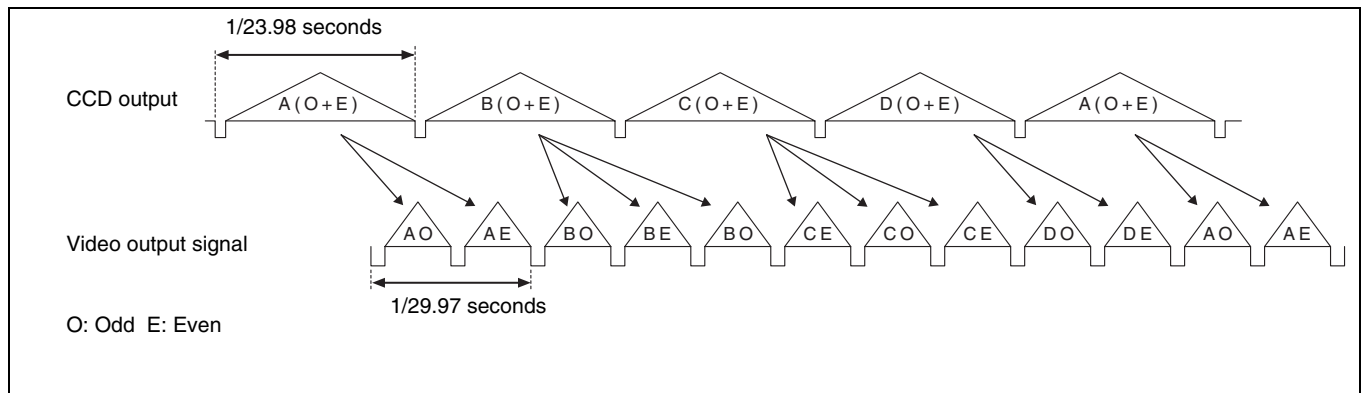 1/23.98 seconds
CCD output
A(O+E) B(O+E) C(O+E) D(O+E) A(O+E)
Video output signal
AO AE BO BE BO CE CO CE DO DE AO AE
1/29.97 seconds
O: Odd E: Even